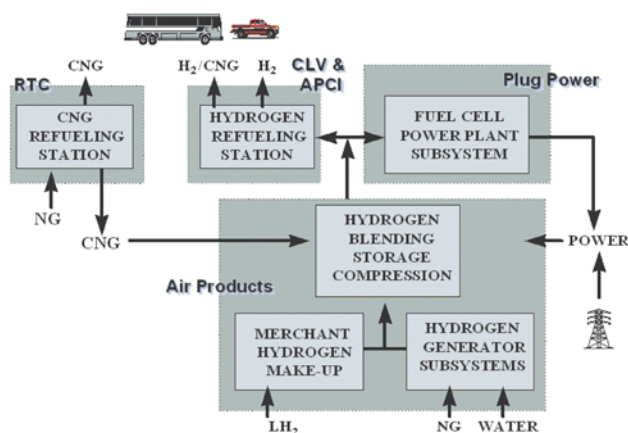 CNG
RTC
CNG
REFUELING
STATION
NG
CNG
H₂/CNG
H₂
CLV &
APCI
HYDROGEN
REFUELING
STATION
Plug Power
FUEL CELL
POWER PLANT
SUBSYSTEM
HYDROGEN
BLENDING
STORAGE
COMPRESSION
POWER
Air Products
MERCHANT
HYDROGEN
MAKE-UP
HYDROGEN
GENERATOR
SUBSYSTEMS
LH₂
NG
WATER